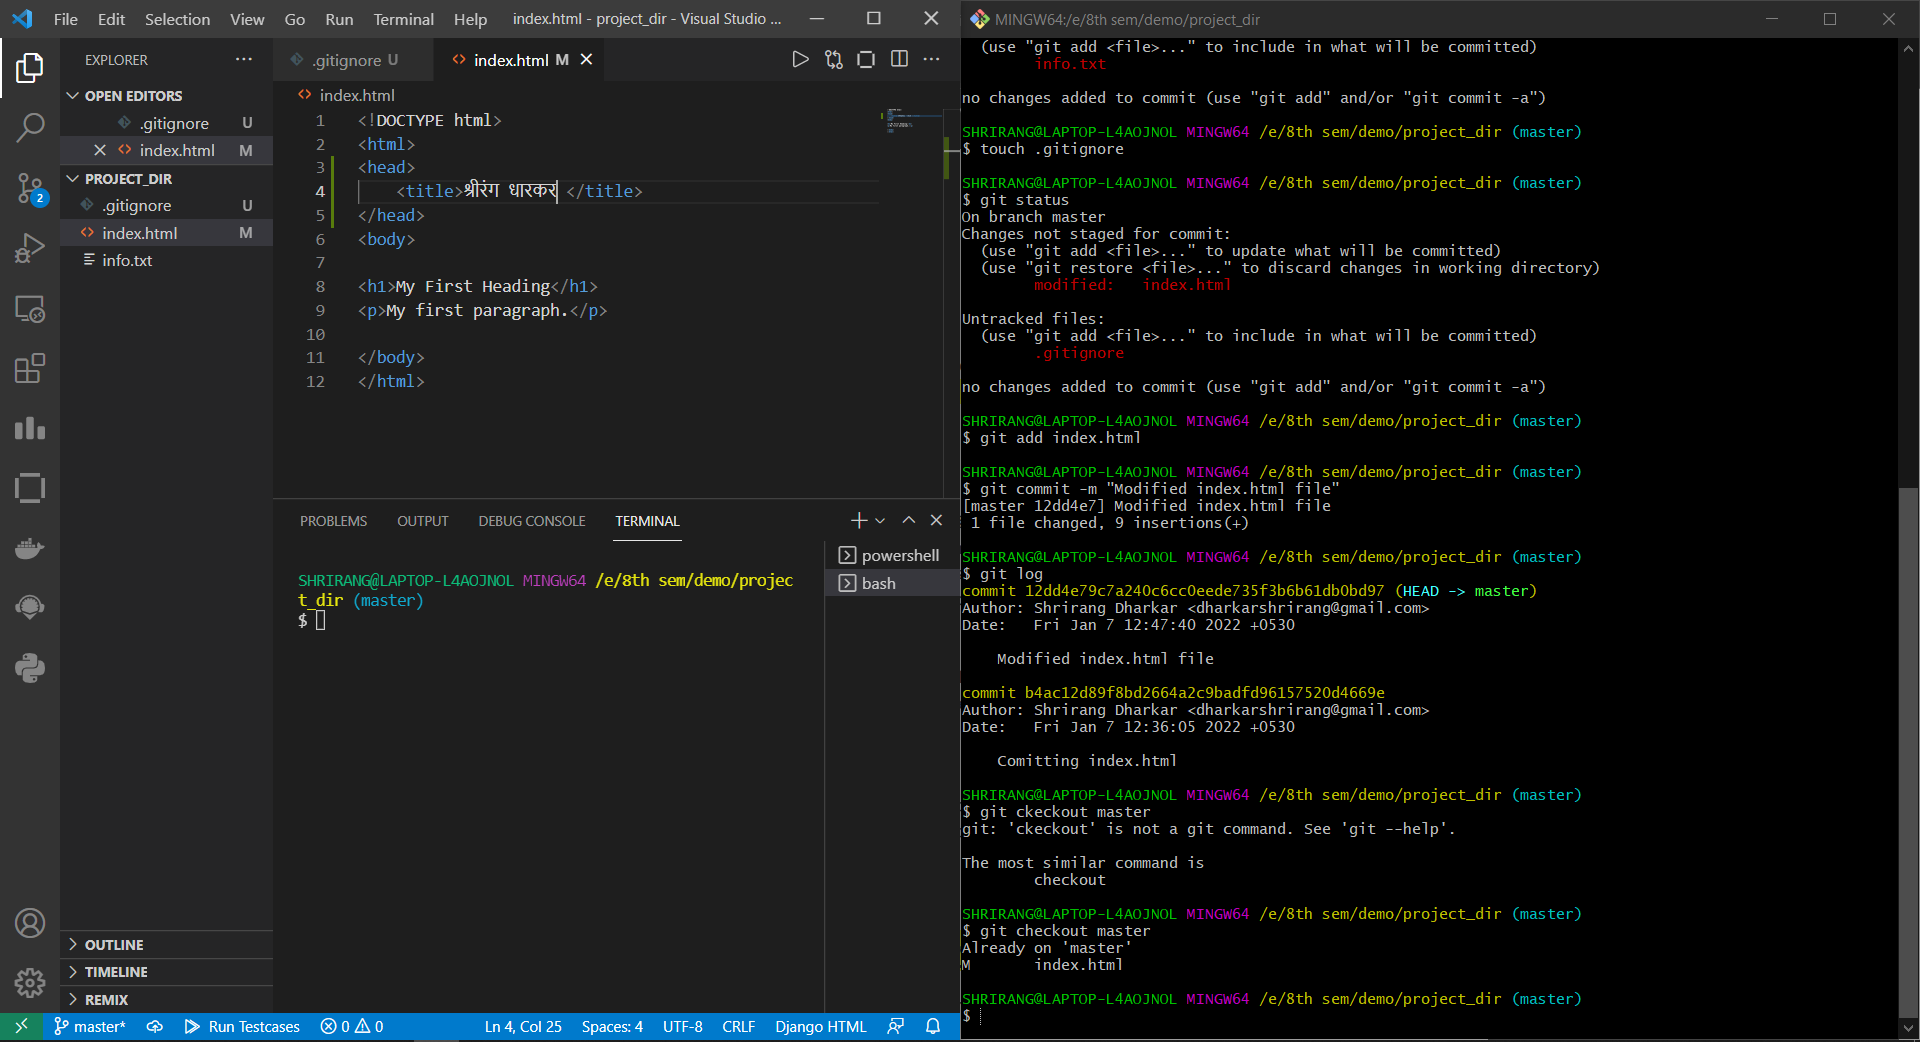 File Edit Selection View Go Run Terminal Help index.html - project_dir - Visual Studio ...
EXPLORER
OPEN EDITORS
.gitignore U
index.html M
PROJECT_DIR
.gitignore U
index.html M
info.txt
OUTLINE
TIMELINE
REMIX
2
.gitignore U
index.html M
index.html
1 <!DOCTYPE html>
2 <html>
3 <head>
4 <title>श्रीरंग धारकर </title>
5 </head>
6 <body>
7
8 <h1>My First Heading</h1>
9 <p>My first paragraph.</p>
10
11 </body>
12 </html>
PROBLEMS OUTPUT DEBUG CONSOLE TERMINAL
powershell
bash
SHRIRANG@LAPTOP-L4AOJNOL MINGW64 /e/8th sem/demo/projec
t_dir (master)
$
master* Run Testcases 0 0 Ln 4, Col 25 Spaces: 4 UTF-8 CRLF Django HTML
MINGW64:/e/8th sem/demo/project_dir
(use "git add <file>..." to include in what will be committed)
info.txt
no changes added to commit (use "git add" and/or "git commit -a")
SHRIRANG@LAPTOP-L4AOJNOL MINGW64 /e/8th sem/demo/project_dir (master)
$ touch .gitignore
SHRIRANG@LAPTOP-L4AOJNOL MINGW64 /e/8th sem/demo/project_dir (master)
$ git status
On branch master
Changes not staged for commit:
(use "git add <file>..." to update what will be committed)
(use "git restore <file>..." to discard changes in working directory)
modified: index.html
Untracked files:
(use "git add <file>..." to include in what will be committed)
.gitignore
no changes added to commit (use "git add" and/or "git commit -a")
SHRIRANG@LAPTOP-L4AOJNOL MINGW64 /e/8th sem/demo/project_dir (master)
$ git add index.html
SHRIRANG@LAPTOP-L4AOJNOL MINGW64 /e/8th sem/demo/project_dir (master)
$ git commit -m "Modified index.html file"
[master 12dd4e7] Modified index.html file
1 file changed, 9 insertions(+)
SHRIRANG@LAPTOP-L4AOJNOL MINGW64 /e/8th sem/demo/project_dir (master)
$ git log
commit 12dd4e79c7a240c6cc0eede735f3b6b61db0bd97 (HEAD -> master)
Author: Shrirang Dharkar <dharkarshrirang@gmail.com>
Date: Fri Jan 7 12:47:40 2022 +0530
Modified index.html file
commit b4ac12d89f8bd2664a2c9badfd96157520d4669e
Author: Shrirang Dharkar <dharkarshrirang@gmail.com>
Date: Fri Jan 7 12:36:05 2022 +0530
Comitting index.html
SHRIRANG@LAPTOP-L4AOJNOL MINGW64 /e/8th sem/demo/project_dir (master)
$ git ckeckout master
git: 'ckeckout' is not a git command. See 'git --help'.
The most similar command is
checkout
SHRIRANG@LAPTOP-L4AOJNOL MINGW64 /e/8th sem/demo/project_dir (master)
$ git checkout master
Already on 'master'
M index.html
SHRIRANG@LAPTOP-L4AOJNOL MINGW64 /e/8th sem/demo/project_dir (master)
$